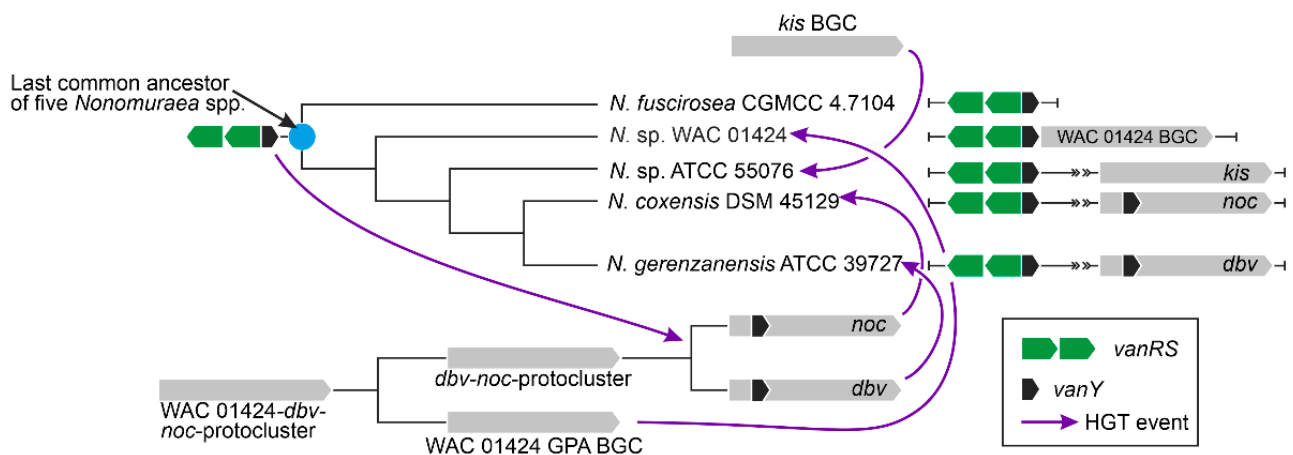 kis BGC
Last common ancestor
of five Nonomuraea spp.
N. fuscirosea CGMCC 4.7104
N. sp. WAC 01424
WAC 01424 BGC
N. sp. ATCC 55076
kis
N. coxensis DSM 45129
noc
N. gerenzanensis ATCC 39727
dbv
noc
dbv-noc-protocluster
dbv
WAC 01424-dbv-
noc-protocluster
WAC 01424 GPA BGC
vanRS
vanY
HGT event